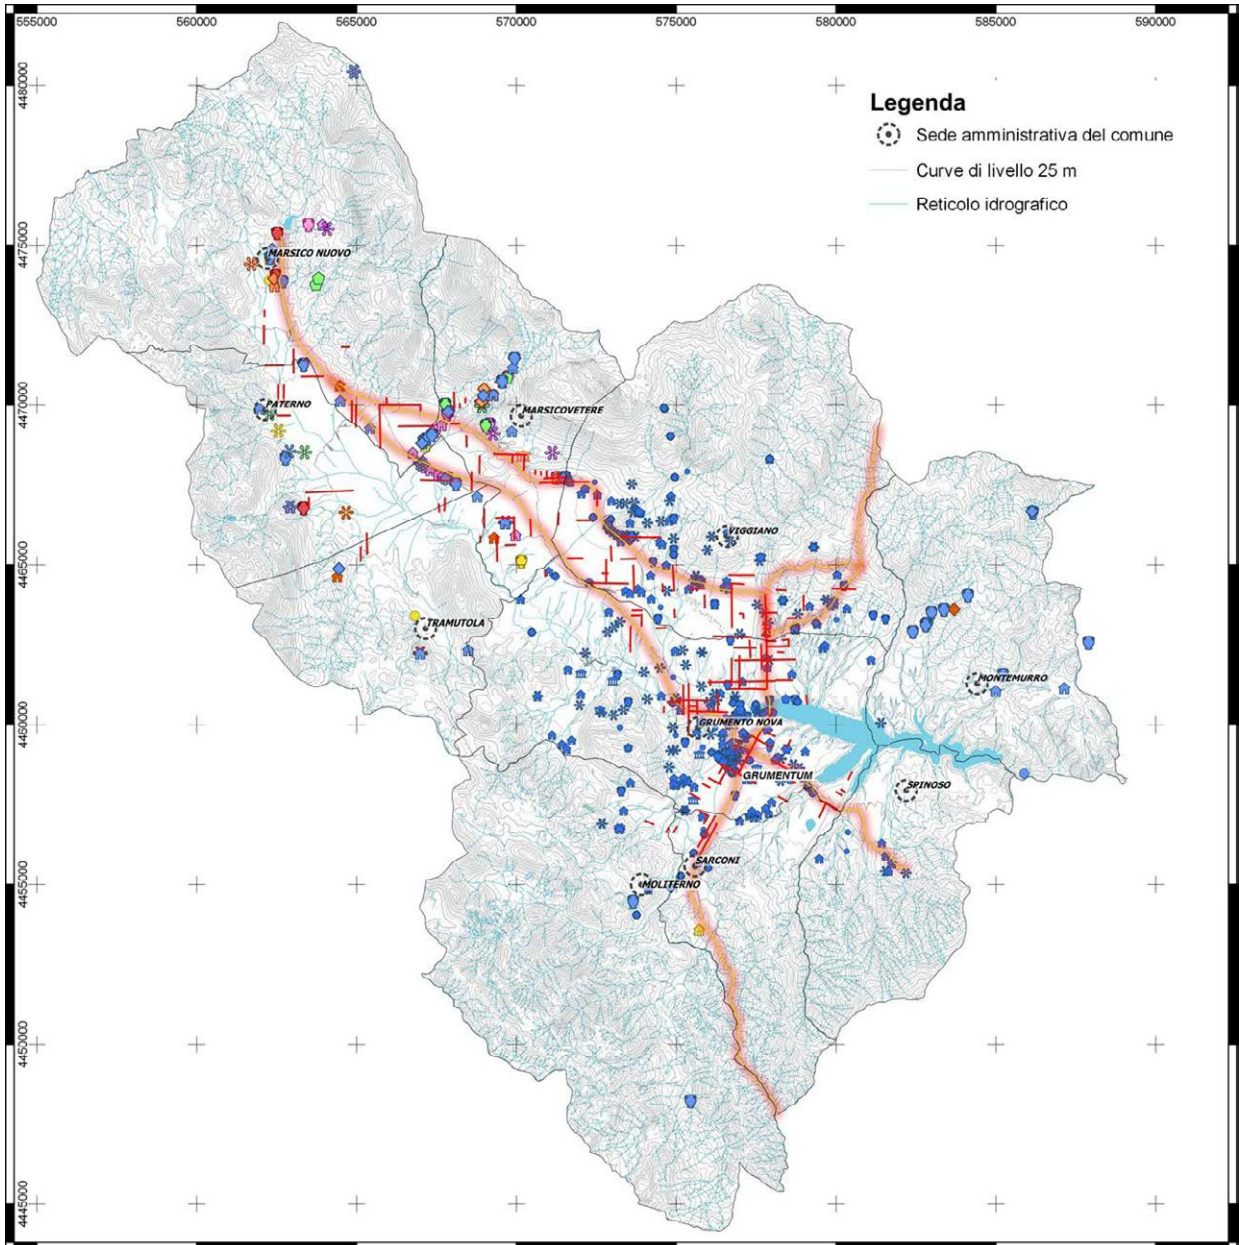 555000 560000 565000 570000 575000 580000 585000 590000
4480000
Legenda
Sede amministrativa del comune
Curve di livello 25 m
Reticolo idrografico
4475000
MARSICO NUOVO
4470000
PATERNO
MARSICOVETERE
VIGGIANO
4465000
TRAMUTOLA
MONTEMURRO
4460000
GRUMENTO NOVA
GRUMENTUM
SPINOSO
SARCONI
4455000
MOLITERNO
4450000
4445000